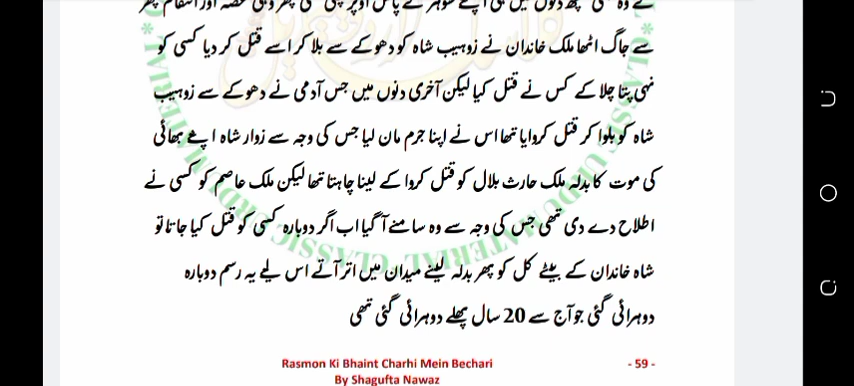 سے جاگ اٹھا ملک خاندان نے زوہیب شاہ کو دھوکے سے بلا کر اسے قتل کر دیا کسی کو
نہی پتا چلا کے کس نے قتل کیا لیکن آخری دنوں میں جس آدمی نے دھوکے سے زوہیب
شاہ کو بلوا کر قتل کروایا تھا اس نے اپنا جرم مان لیا جس کی وجہ سے زوار شاہ اپنے بھائی
کی موت کا بدلہ ملک حارث بلال کو قتل کروا کے لینا چاہتا تھا لیکن ملک عاصم کو کسی نے
اطلاح دے دی تھی جس کی وجہ سے وہ سامنے آ گیا اب اگر دوبارہ کسی کو قتل کیا جاتا تو
شاہ خاندان کے بیٹے کل کو پھر بدلہ لینے میدان میں اتر آتے اس لیے یہ رسم دوبارہ
دوہرائی گئی جو آج سے 20 سال پہلے دوہرائی گئی تھی
Rasmon Ki Bhaint Charhi Mein Bechari - 59 -
By Shagufta Nawaz